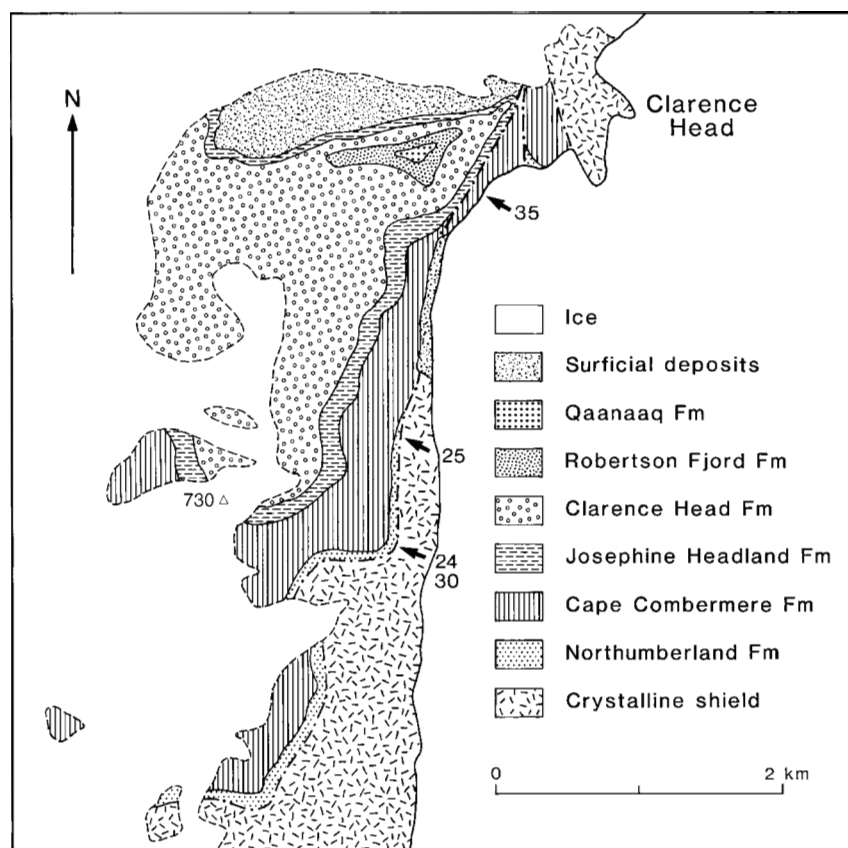 N
Clarence
Head
35
25
24
30
730 △
Ice
Surficial deposits
Qaanaaq Fm
Robertson Fjord Fm
Clarence Head Fm
Josephine Headland Fm
Cape Combermere Fm
Northumberland Fm
Crystalline shield
0
2 km